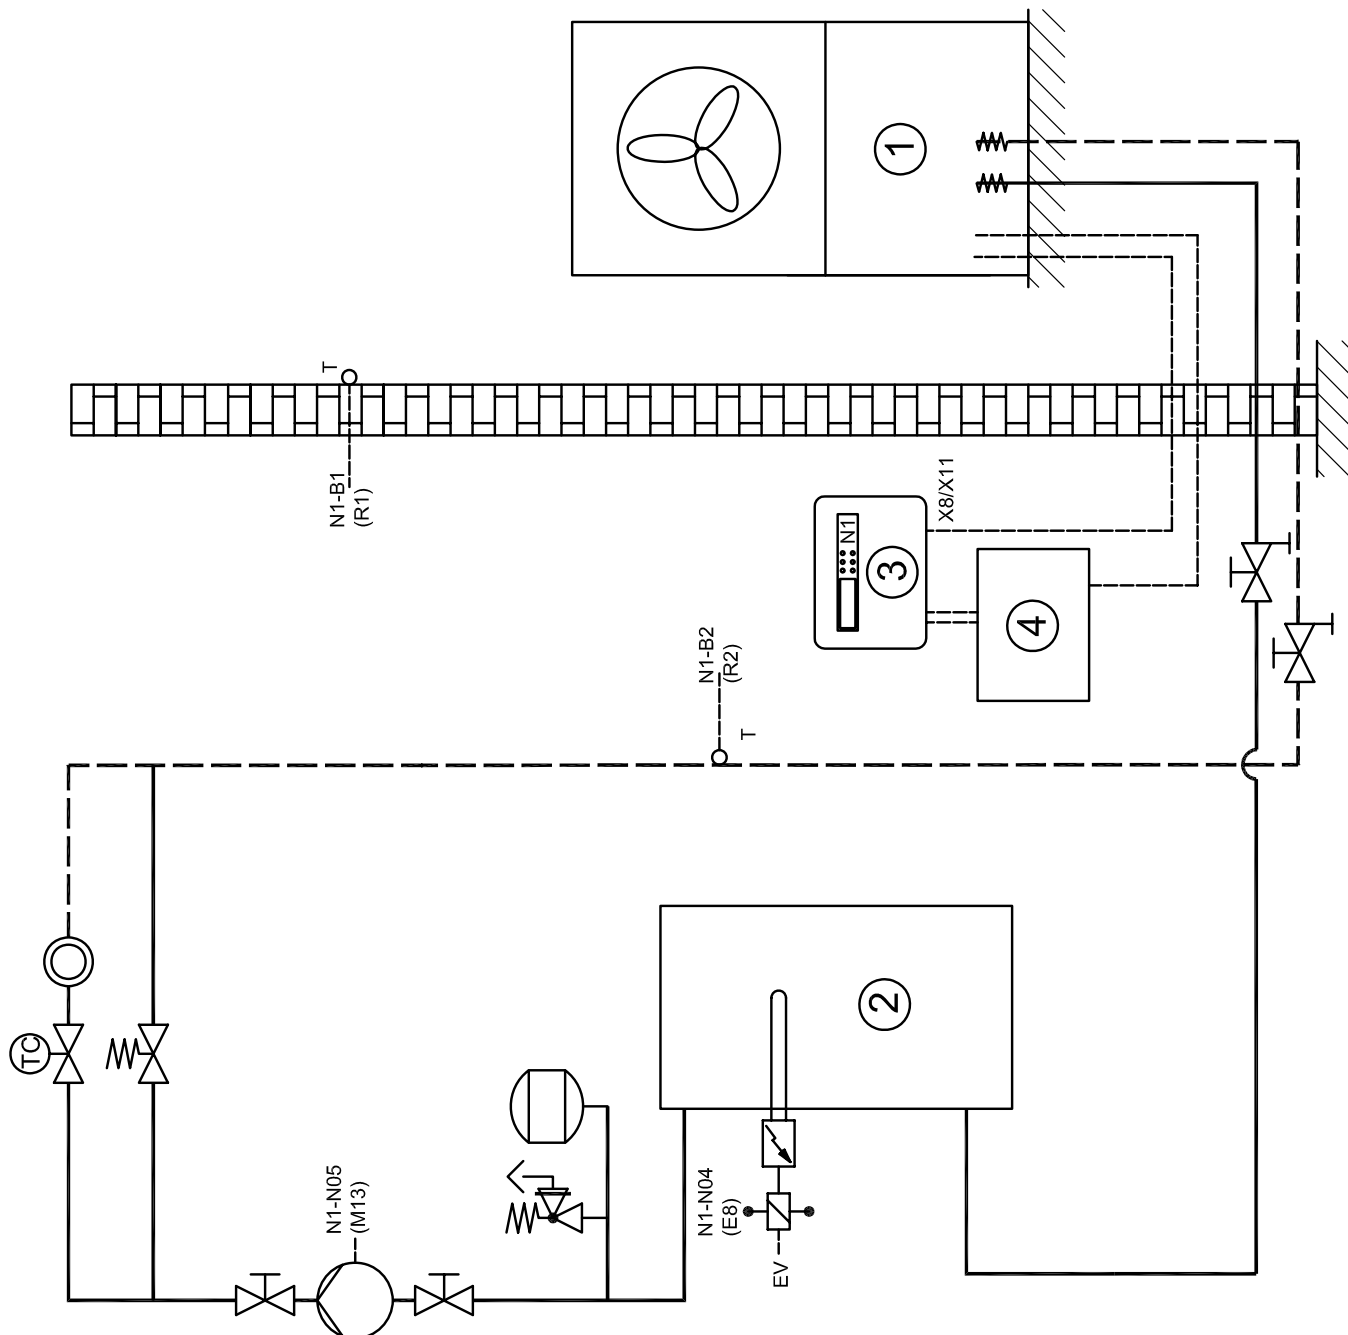 TC
N1-N05
(M13)
N1-B1
(R1)
T
N1-B2
(R2)
T
N1-N04
(E8)
EV
2
N1
3
X8/X11
4
1